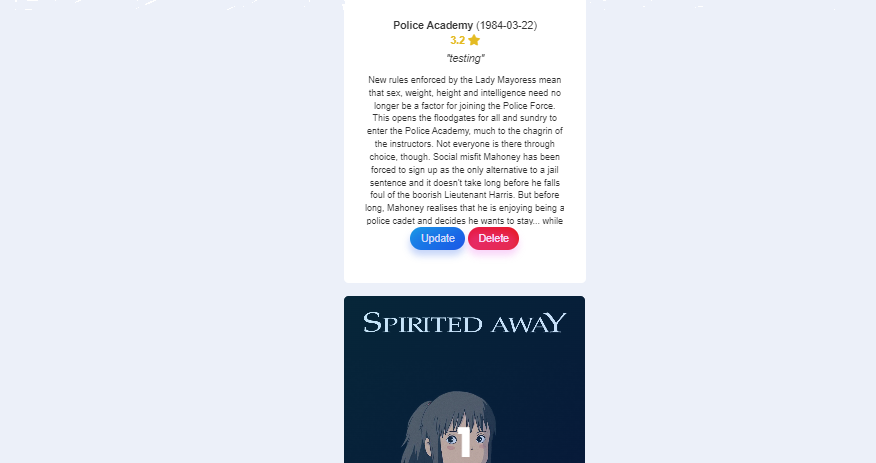 Police Academy (1984-03-22)
3.2
"testing"
New rules enforced by the Lady Mayoress mean
that sex, weight, height and intelligence need no
longer be a factor for joining the Police Force.
This opens the floodgates for all and sundry to
enter the Police Academy, much to the chagrin of
the instructors. Not everyone is there through
choice, though. Social misfit Mahoney has been
forced to sign up as the only alternative to a jail
sentence and it doesn't take long before he falls
foul of the boorish Lieutenant Harris. But before
long, Mahoney realises that he is enjoying being a
police cadet and decides he wants to stay... while
Update Delete
SPIRITED AWAY
1